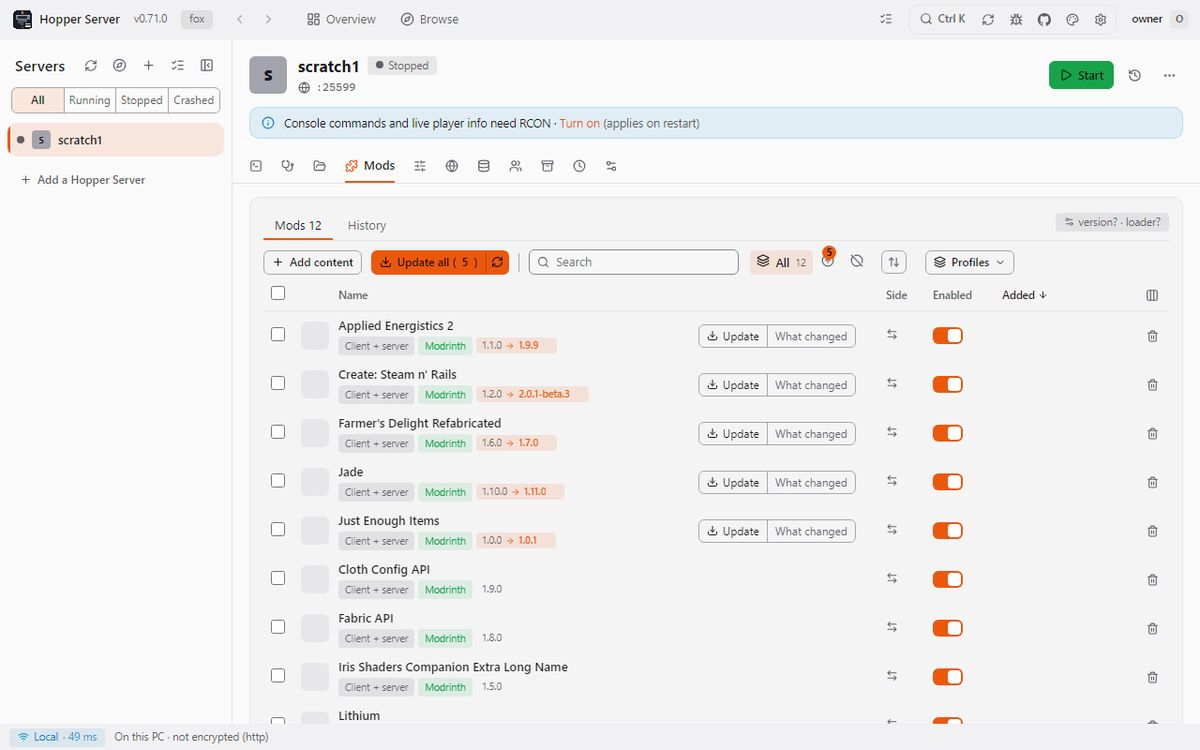 Hopper Server v0.71.0 fox Overview Browse Ctrl K owner O
Servers
All Running Stopped Crashed
S scratch1
+ Add a Hopper Server
S scratch1 Stopped
:25599
Start
Console commands and live player info need RCON · Turn on (applies on restart)
Mods
Mods 12 History version? · loader?
+ Add content Update all ( 5 ) Search All 12 5 Profiles
Name Side Enabled Added ↓
Applied Energistics 2
Client + server Modrinth 1.1.0 → 1.9.9 Update What changed
Create: Steam n' Rails
Client + server Modrinth 1.2.0 → 2.0.1-beta.3 Update What changed
Farmer's Delight Refabricated
Client + server Modrinth 1.6.0 → 1.7.0 Update What changed
Jade
Client + server Modrinth 1.10.0 → 1.11.0 Update What changed
Just Enough Items
Client + server Modrinth 1.0.0 → 1.0.1 Update What changed
Cloth Config API
Client + server Modrinth 1.9.0
Fabric API
Client + server Modrinth 1.8.0
Iris Shaders Companion Extra Long Name
Client + server Modrinth 1.5.0
Lithium
Local · 49 ms On this PC · not encrypted (http)